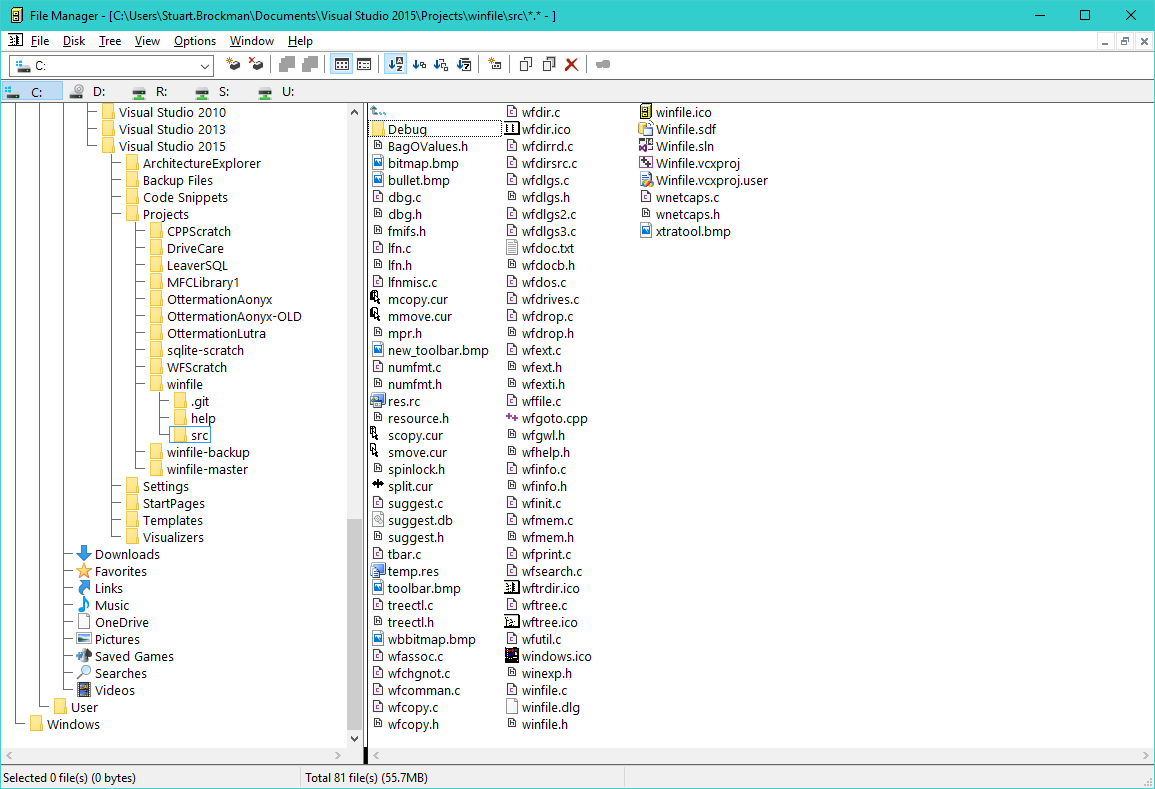 File Manager - [C:\Users\Stuart.Brockman\Documents\Visual Studio 2015\Projects\winfile\src\*.* - ]
File Disk Tree View Options Window Help
C:
C: D: R: S: U:
Visual Studio 2010
Visual Studio 2013
Visual Studio 2015
ArchitectureExplorer
Backup Files
Code Snippets
Projects
CPPScratch
DriveCare
LeaverSQL
MFCLibrary1
OttermationAonyx
OttermationAonyx-OLD
OttermationLutra
sqlite-scratch
WFScratch
winfile
.git
help
src
winfile-backup
winfile-master
Settings
StartPages
Templates
Visualizers
Downloads
Favorites
Links
Music
OneDrive
Pictures
Saved Games
Searches
Videos
User
Windows
Debug
BagOValues.h
bitmap.bmp
bullet.bmp
dbg.c
dbg.h
fmifs.h
lfn.c
lfn.h
lfnmisc.c
mcopy.cur
mmove.cur
mpr.h
new_toolbar.bmp
numfmt.c
numfmt.h
res.rc
resource.h
scopy.cur
smove.cur
spinlock.h
split.cur
suggest.c
suggest.db
suggest.h
tbar.c
temp.res
toolbar.bmp
treectl.c
treectl.h
wbbitmap.bmp
wfassoc.c
wfchgnot.c
wfcomman.c
wfcopy.c
wfcopy.h
wfdir.c
wfdir.ico
wfdirrd.c
wfdirsrc.c
wfdlgs.c
wfdlgs.h
wfdlgs2.c
wfdlgs3.c
wfdoc.txt
wfdocb.h
wfdos.c
wfdrives.c
wfdrop.c
wfdrop.h
wfext.c
wfext.h
wfexti.h
wffile.c
wfgoto.cpp
wfgwl.h
wfhelp.h
wfinfo.c
wfinfo.h
wfinit.c
wfmem.c
wfmem.h
wfprint.c
wfsearch.c
wftrdir.ico
wftree.c
wftree.ico
wfutil.c
windows.ico
winexp.h
winfile.c
winfile.dlg
winfile.h
winfile.ico
Winfile.sdf
Winfile.sln
Winfile.vcxproj
Winfile.vcxproj.user
wnetcaps.c
wnetcaps.h
xtratool.bmp
Selected 0 file(s) (0 bytes)
Total 81 file(s) (55.7MB)